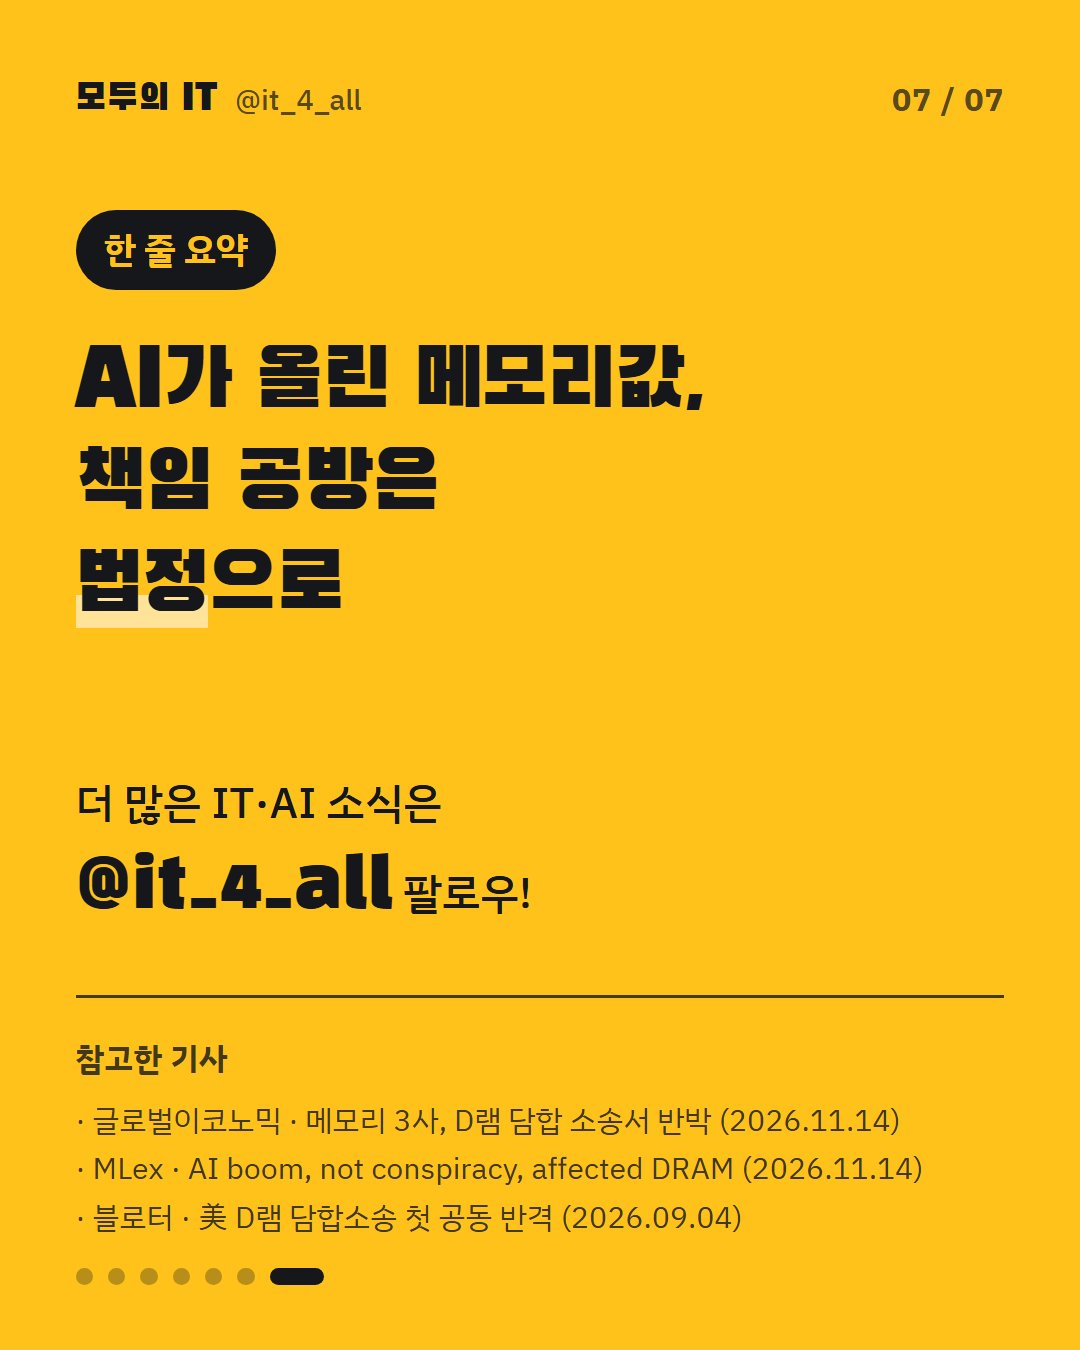 모두의 IT @it_4_all
07 / 07
한 줄 요약
AI가 올린 메모리값,
책임 공방은
법정으로
더 많은 IT·AI 소식은
@it_4_all 팔로우!
참고한 기사
· 글로벌이코노믹 · 메모리 3사, D램 담합 소송서 반박 (2026.11.14)
· MLex · AI boom, not conspiracy, affected DRAM (2026.11.14)
· 블로터 · 美 D램 담합소송 첫 공동 반격 (2026.09.04)